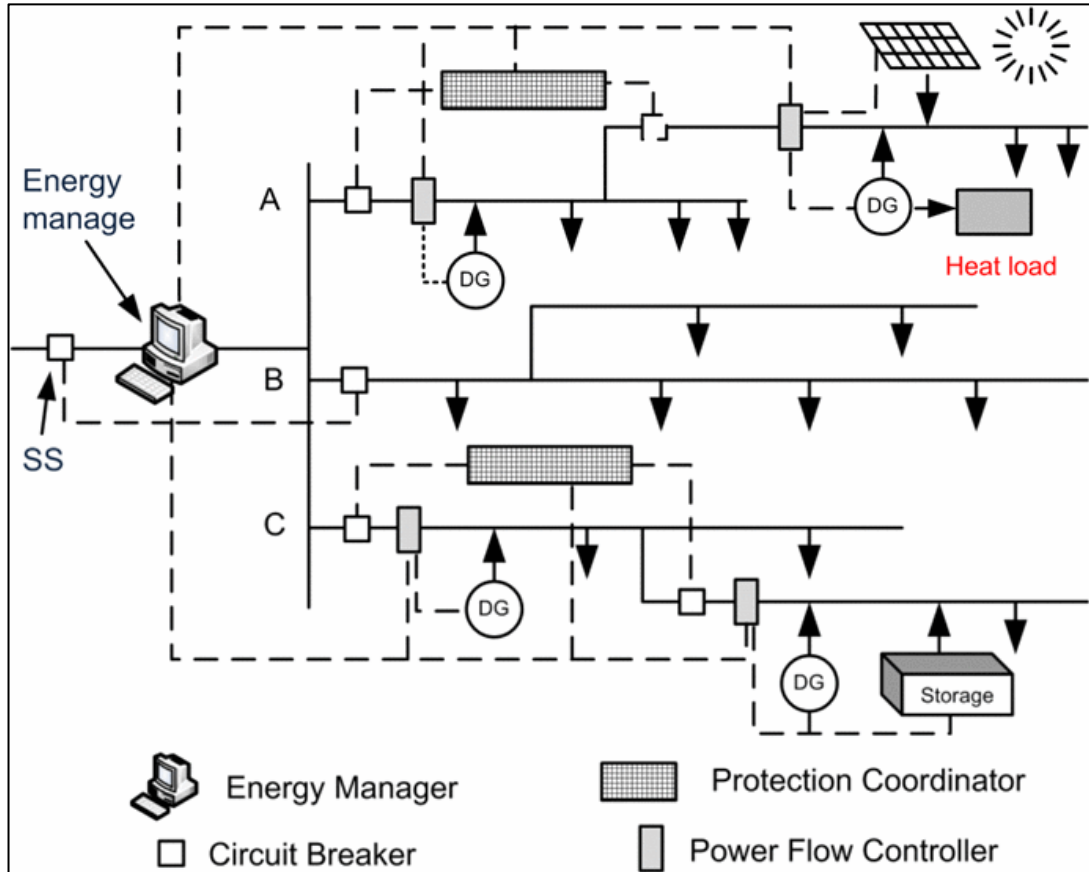 Energy
manage
SS
A
DG
DG
Heat load
B
C
DG
DG
Storage
Energy Manager
Protection Coordinator
Circuit Breaker
Power Flow Controller